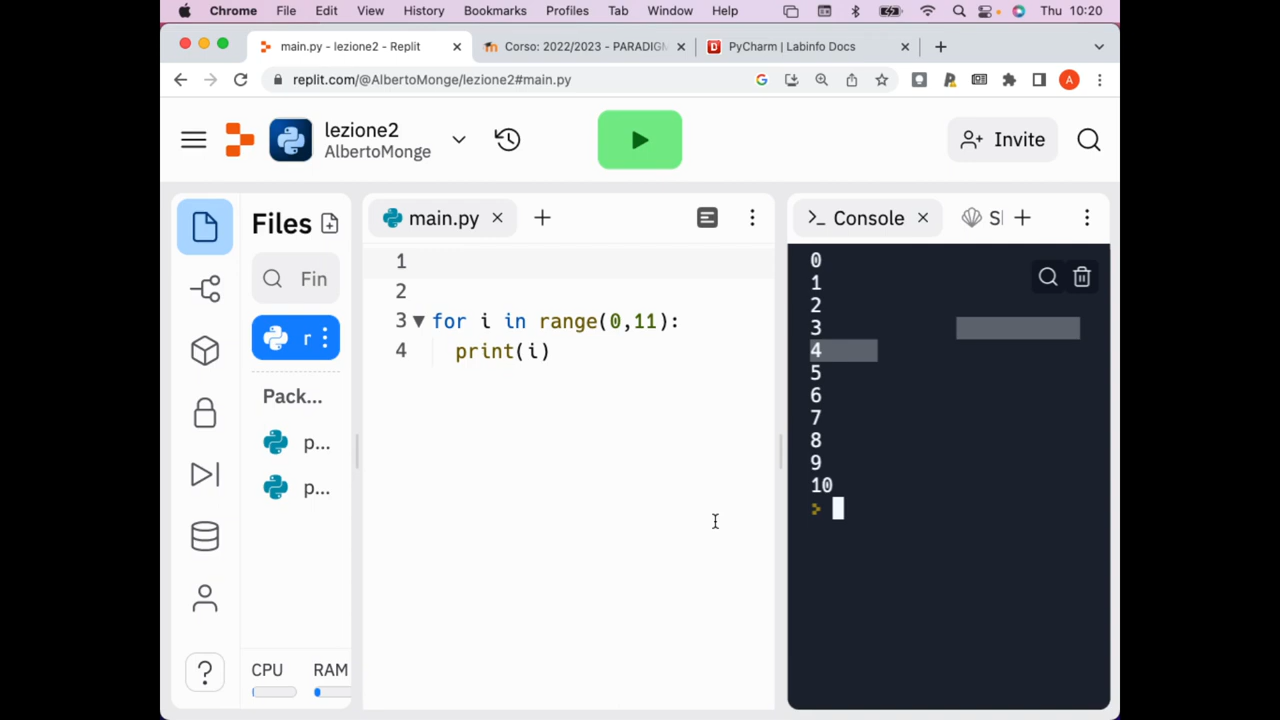 Chrome File Edit View History Bookmarks Profiles Tab Window Help Thu 10:20
main.py - lezione2 - Replit Corso: 2022/2023 - PARADIGM PyCharm | Labinfo Docs
replit.com/@AlbertoMonge/lezione2#main.py A
lezione2
AlbertoMonge
Invite
Files
Fin
r
Pack...
p...
p...
CPU RAM
main.py
1
2
3 for i in range(0,11):
4 print(i)
>_ Console
0
1
2
3
4
5
6
7
8
9
10
>